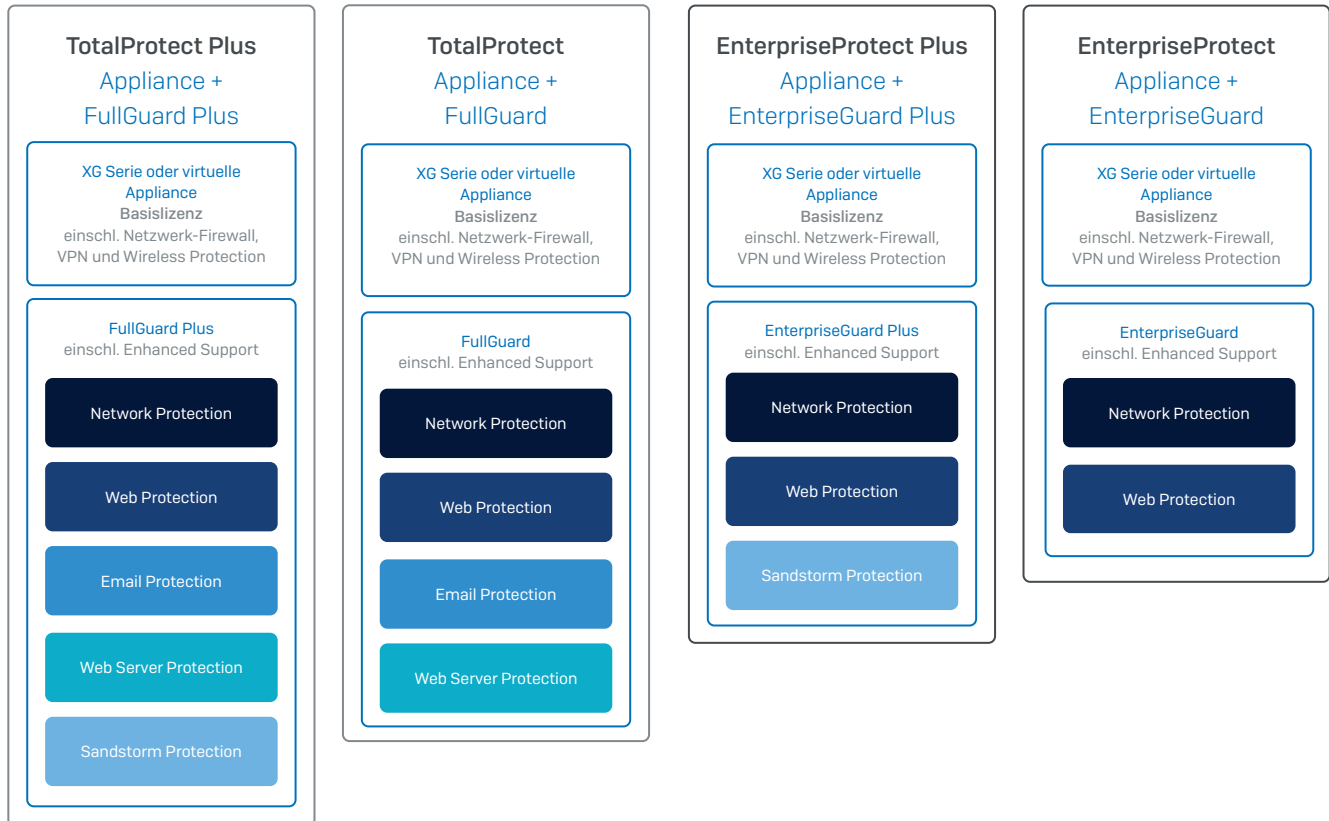 TotalProtect Plus
Appliance +
FullGuard Plus
XG Serie oder virtuelle
Appliance
Basislizenz
einschl. Netzwerk-Firewall,
VPN und Wireless Protection
FullGuard Plus
einschl. Enhanced Support
Network Protection
Web Protection
Email Protection
Web Server Protection
Sandstorm Protection
TotalProtect
Appliance +
FullGuard
XG Serie oder virtuelle
Appliance
Basislizenz
einschl. Netzwerk-Firewall,
VPN und Wireless Protection
FullGuard
einschl. Enhanced Support
Network Protection
Web Protection
Email Protection
Web Server Protection
EnterpriseProtect Plus
Appliance +
EnterpriseGuard Plus
XG Serie oder virtuelle
Appliance
Basislizenz
einschl. Netzwerk-Firewall,
VPN und Wireless Protection
EnterpriseGuard Plus
einschl. Enhanced Support
Network Protection
Web Protection
Sandstorm Protection
EnterpriseProtect
Appliance +
EnterpriseGuard
XG Serie oder virtuelle
Appliance
Basislizenz
einschl. Netzwerk-Firewall,
VPN und Wireless Protection
EnterpriseGuard
einschl. Enhanced Support
Network Protection
Web Protection